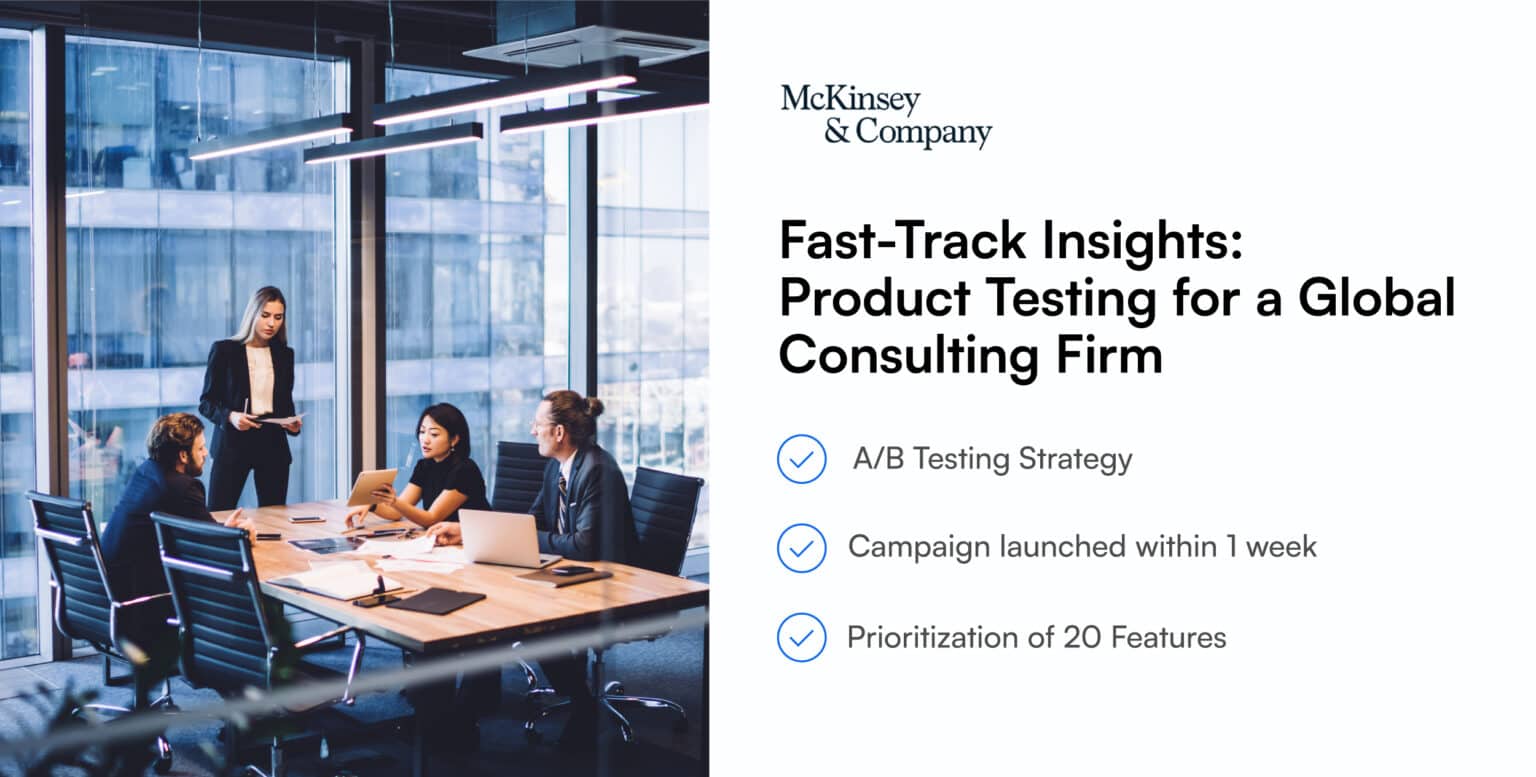 McKinsey
& Company
Fast-Track Insights:
Product Testing for a Global
Consulting Firm
A/B Testing Strategy
Campaign launched within 1 week
Prioritization of 20 Features